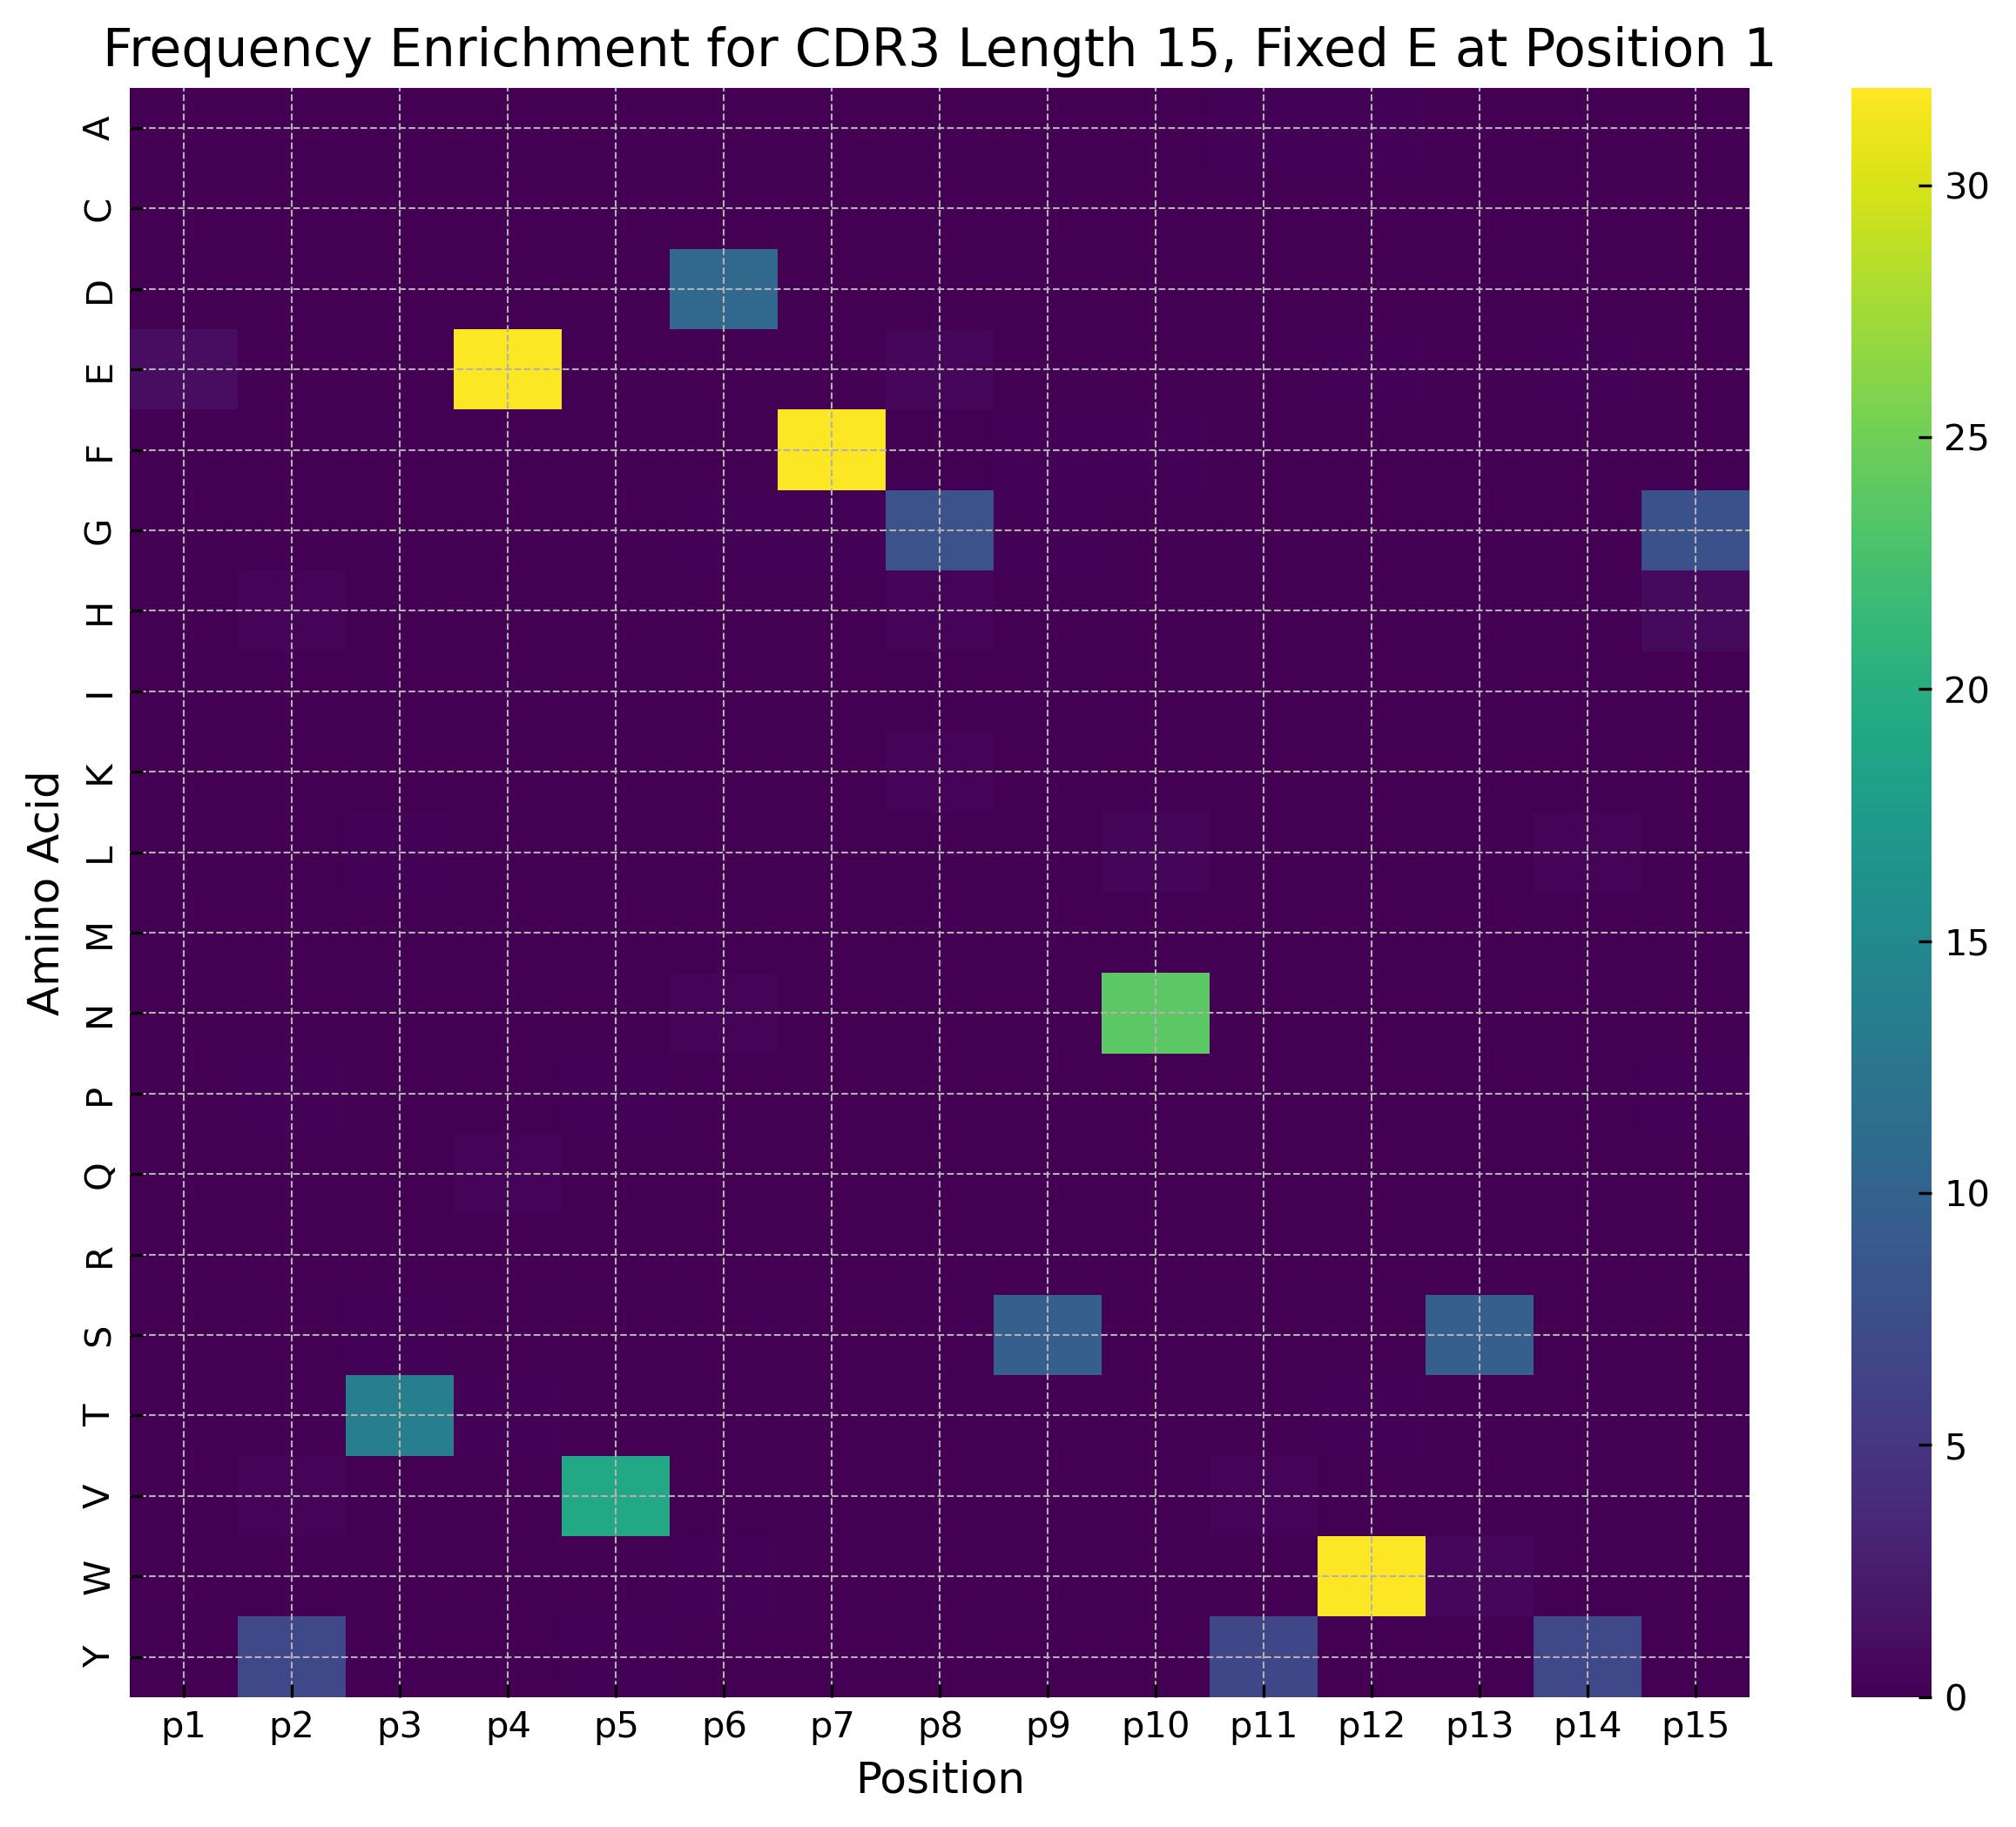 Frequency Enrichment for CDR3 Length 15, Fixed E at Position 1
Amino Acid
A
C
D
E
F
G
H
I
K
L
M
N
P
Q
R
S
T
V
W
Y
p1 p2 p3 p4 p5 p6 p7 p8 p9 p10 p11 p12 p13 p14 p15
Position
30
25
20
15
10
5
0